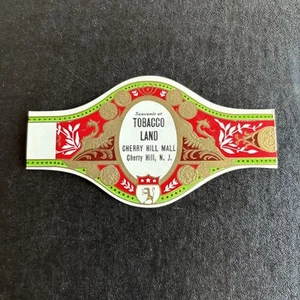 Souvenir of
TOBACCO
LAND
CHERRY HILL MALL
Cherry Hill, N. J.